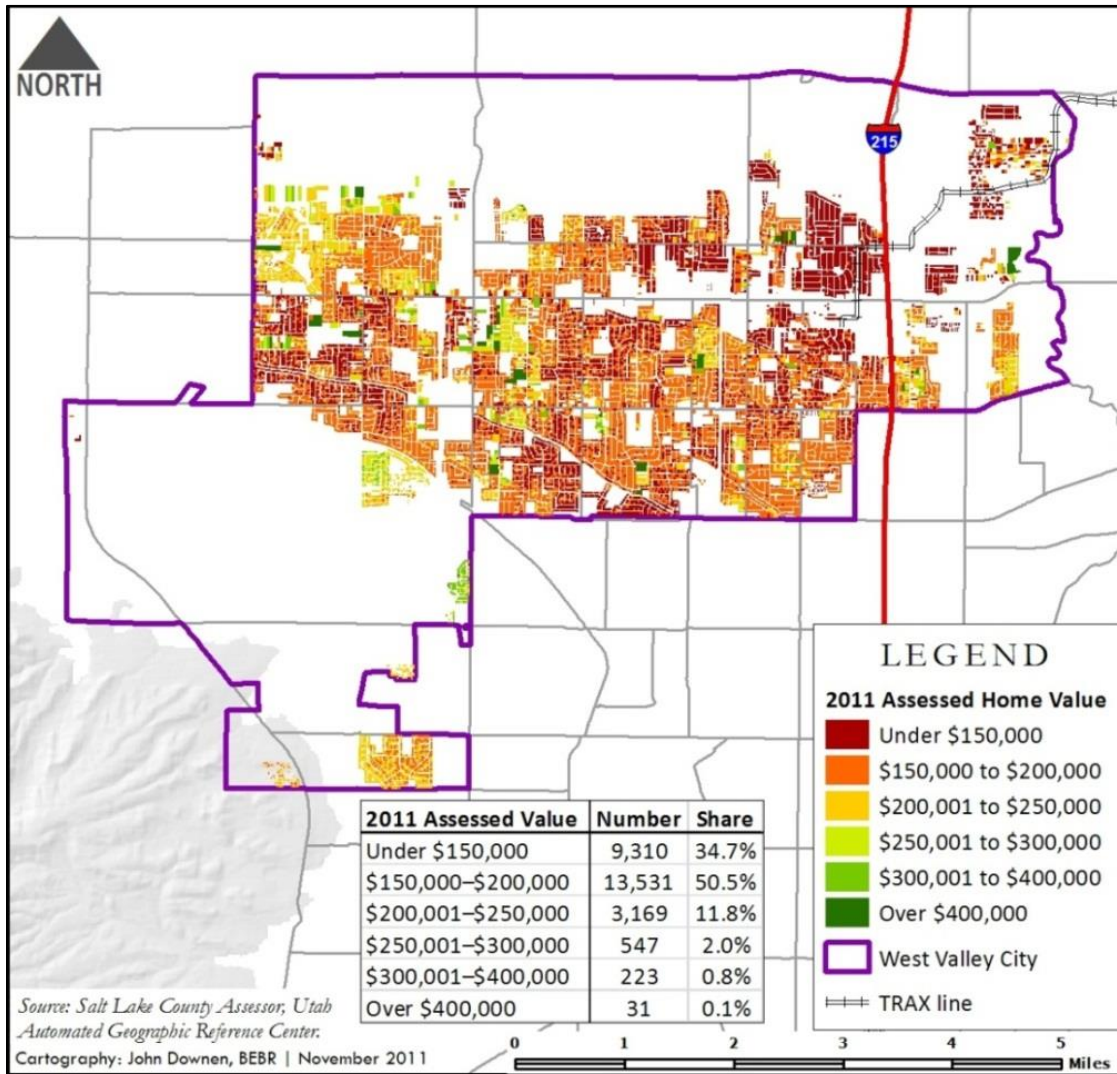 NORTH
215
LEGEND
2011 Assessed Home Value
Under $150,000
$150,000 to $200,000
$200,001 to $250,000
$250,001 to $300,000
$300,001 to $400,000
Over $400,000
West Valley City
TRAX line
2011 Assessed Value Number Share
Under $150,000 9,310 34.7%
$150,000–$200,000 13,531 50.5%
$200,001–$250,000 3,169 11.8%
$250,001–$300,000 547 2.0%
$300,001–$400,000 223 0.8%
Over $400,000 31 0.1%
Source: Salt Lake County Assessor, Utah
Automated Geographic Reference Center.
Cartography: John Downen, BEBR | November 2011
0 1 2 3 4 5
Miles